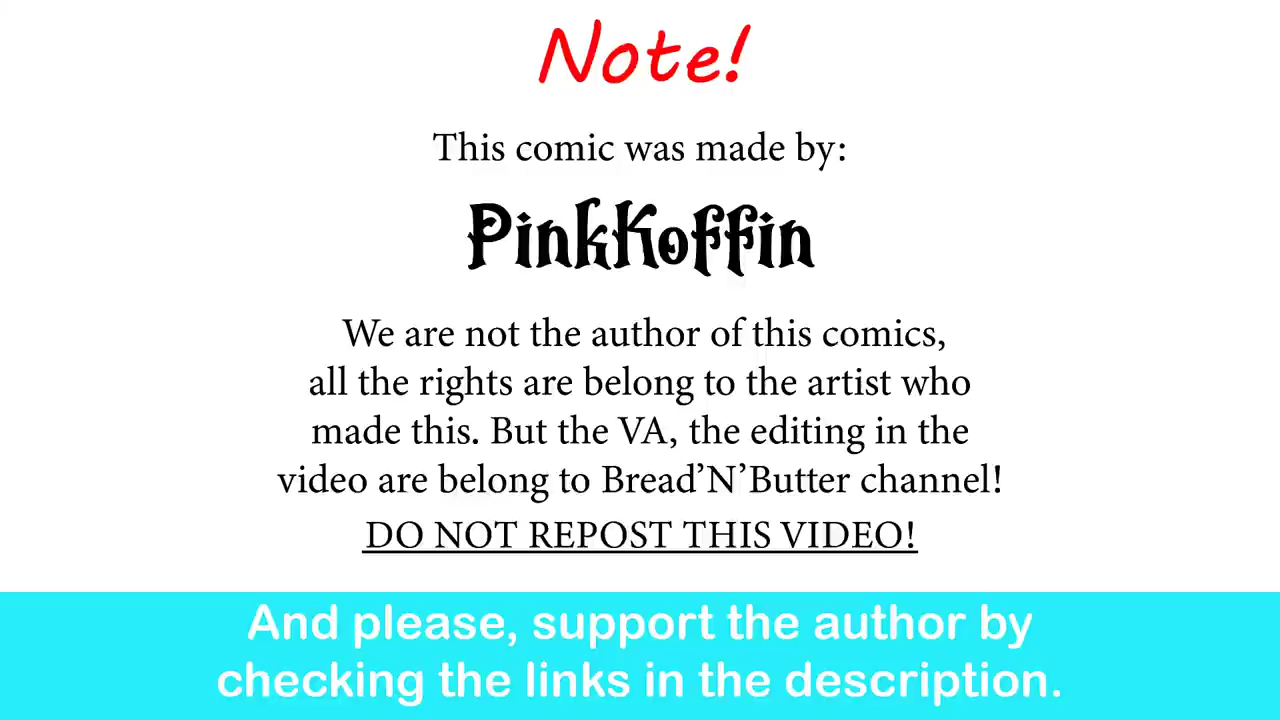 Note!
This comic was made by:
PinkKoffin
We are not the author of this comics,
all the rights are belong to the artist who
made this. But the VA, the editing in the
video are belong to Bread’N’Butter channel!
DO NOT REPOST THIS VIDEO!
And please, support the author by
checking the links in the description.